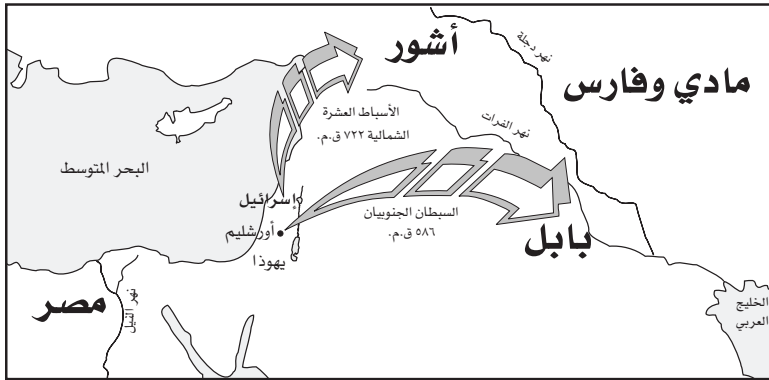 نهر دجلة
أشور
مادي وفارس
الأسباط العشرة
الشمالية ٧٢٢ ق.م.
نهر الفرات
البحر المتوسط
إسرائيل
السبطان الجنوبيان
٥٨٦ ق.م.
أورشليم
يهوذا
بابل
مصر
نهر النيل
الخليج
العربي